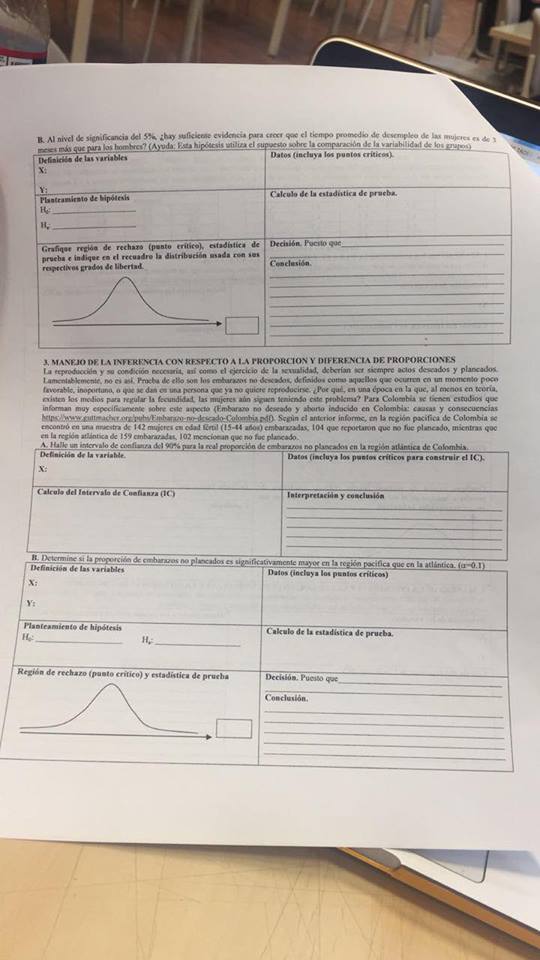 B. Al nivel de significancia del 5%, ¿hay suficiente evidencia para creer que el tiempo promedio de desempleo de las mujeres es de 3
meses más que para los hombres? (Ayuda: Esta hipótesis utiliza el supuesto sobre la comparación de la variabilidad de los grupos)
Definición de las variables
X:
Y:
Datos (incluya los puntos críticos).
Planteamiento de hipótesis
H₀: 
Hₐ: 
Calculo de la estadística de prueba.
Grafique región de rechazo (punto crítico), estadística de
prueba e indique en el recuadro la distribución usada con sus
respectivos grados de libertad.
Decisión. Puesto que
Conclusión.
3. MANEJO DE LA INFERENCIA CON RESPECTO A LA PROPORCION Y DIFERENCIA DE PROPORCIONES
La reproducción y su condición necesaria, así como el ejercicio de la sexualidad, deberían ser siempre actos deseados y planeados.
Lamentablemente, no es así. Prueba de ello son los embarazos no deseados, definidos como aquellos que ocurren en un momento poco
favorable, inoportuno, o que se dan en una persona que ya no quiere reproducirse. ¿Por qué, en una época en la que, al menos en teoría,
existen los medios para regular la fecundidad, las mujeres aún siguen teniendo este problema? Para Colombia se tienen estudios que
informan muy específicamente sobre este aspecto (Embarazo no deseado y aborto inducido en Colombia: causas y consecuencias
https://www.guttmacher.org/pubs/Embarazo-no-deseado-Colombia.pdf). Según el anterior informe, en la región pacifica de Colombia se
encontró en una muestra de 142 mujeres en edad fértil (15-44 años) embarazadas, 104 que reportaron que no fue planeado, mientras que
en la región atlántica de 159 embarazadas, 102 mencionan que no fue planeado.
A. Halle un intervalo de confianza del 90% para la real proporción de embarazos no planeados en la región atlántica de Colombia.
Definición de la variable.
X:
Datos (incluya los puntos críticos para construir el IC).
Calculo del Intervalo de Confianza (IC)
Interpretación y conclusión
B. Determine si la proporción de embarazos no planeados es significativamente mayor en la región pacifica que en la atlántica. (α=0.1)
Definición de las variables
X:
Y:
Datos (incluya los puntos críticos)
Planteamiento de hipótesis
H₀: Hₐ:
Calculo de la estadística de prueba.
Región de rechazo (punto crítico) y estadística de prueba
Decisión. Puesto que
Conclusión.